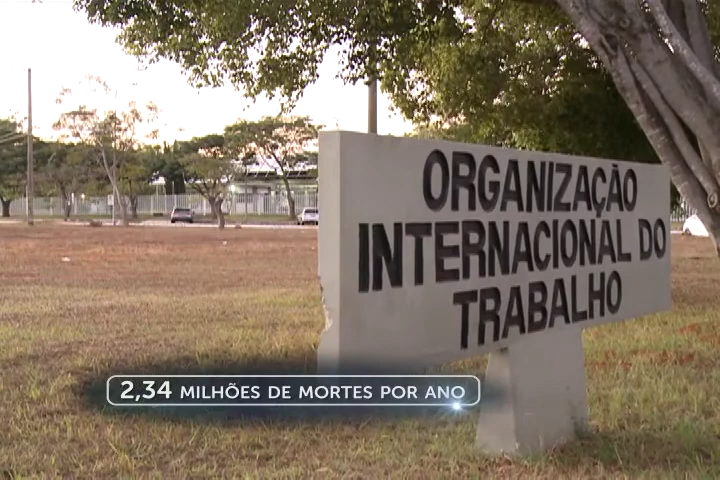 ORGANIZAÇÃO
INTERNACIONAL DO
TRABALHO
2,34 MILHÕES DE MORTES POR ANO